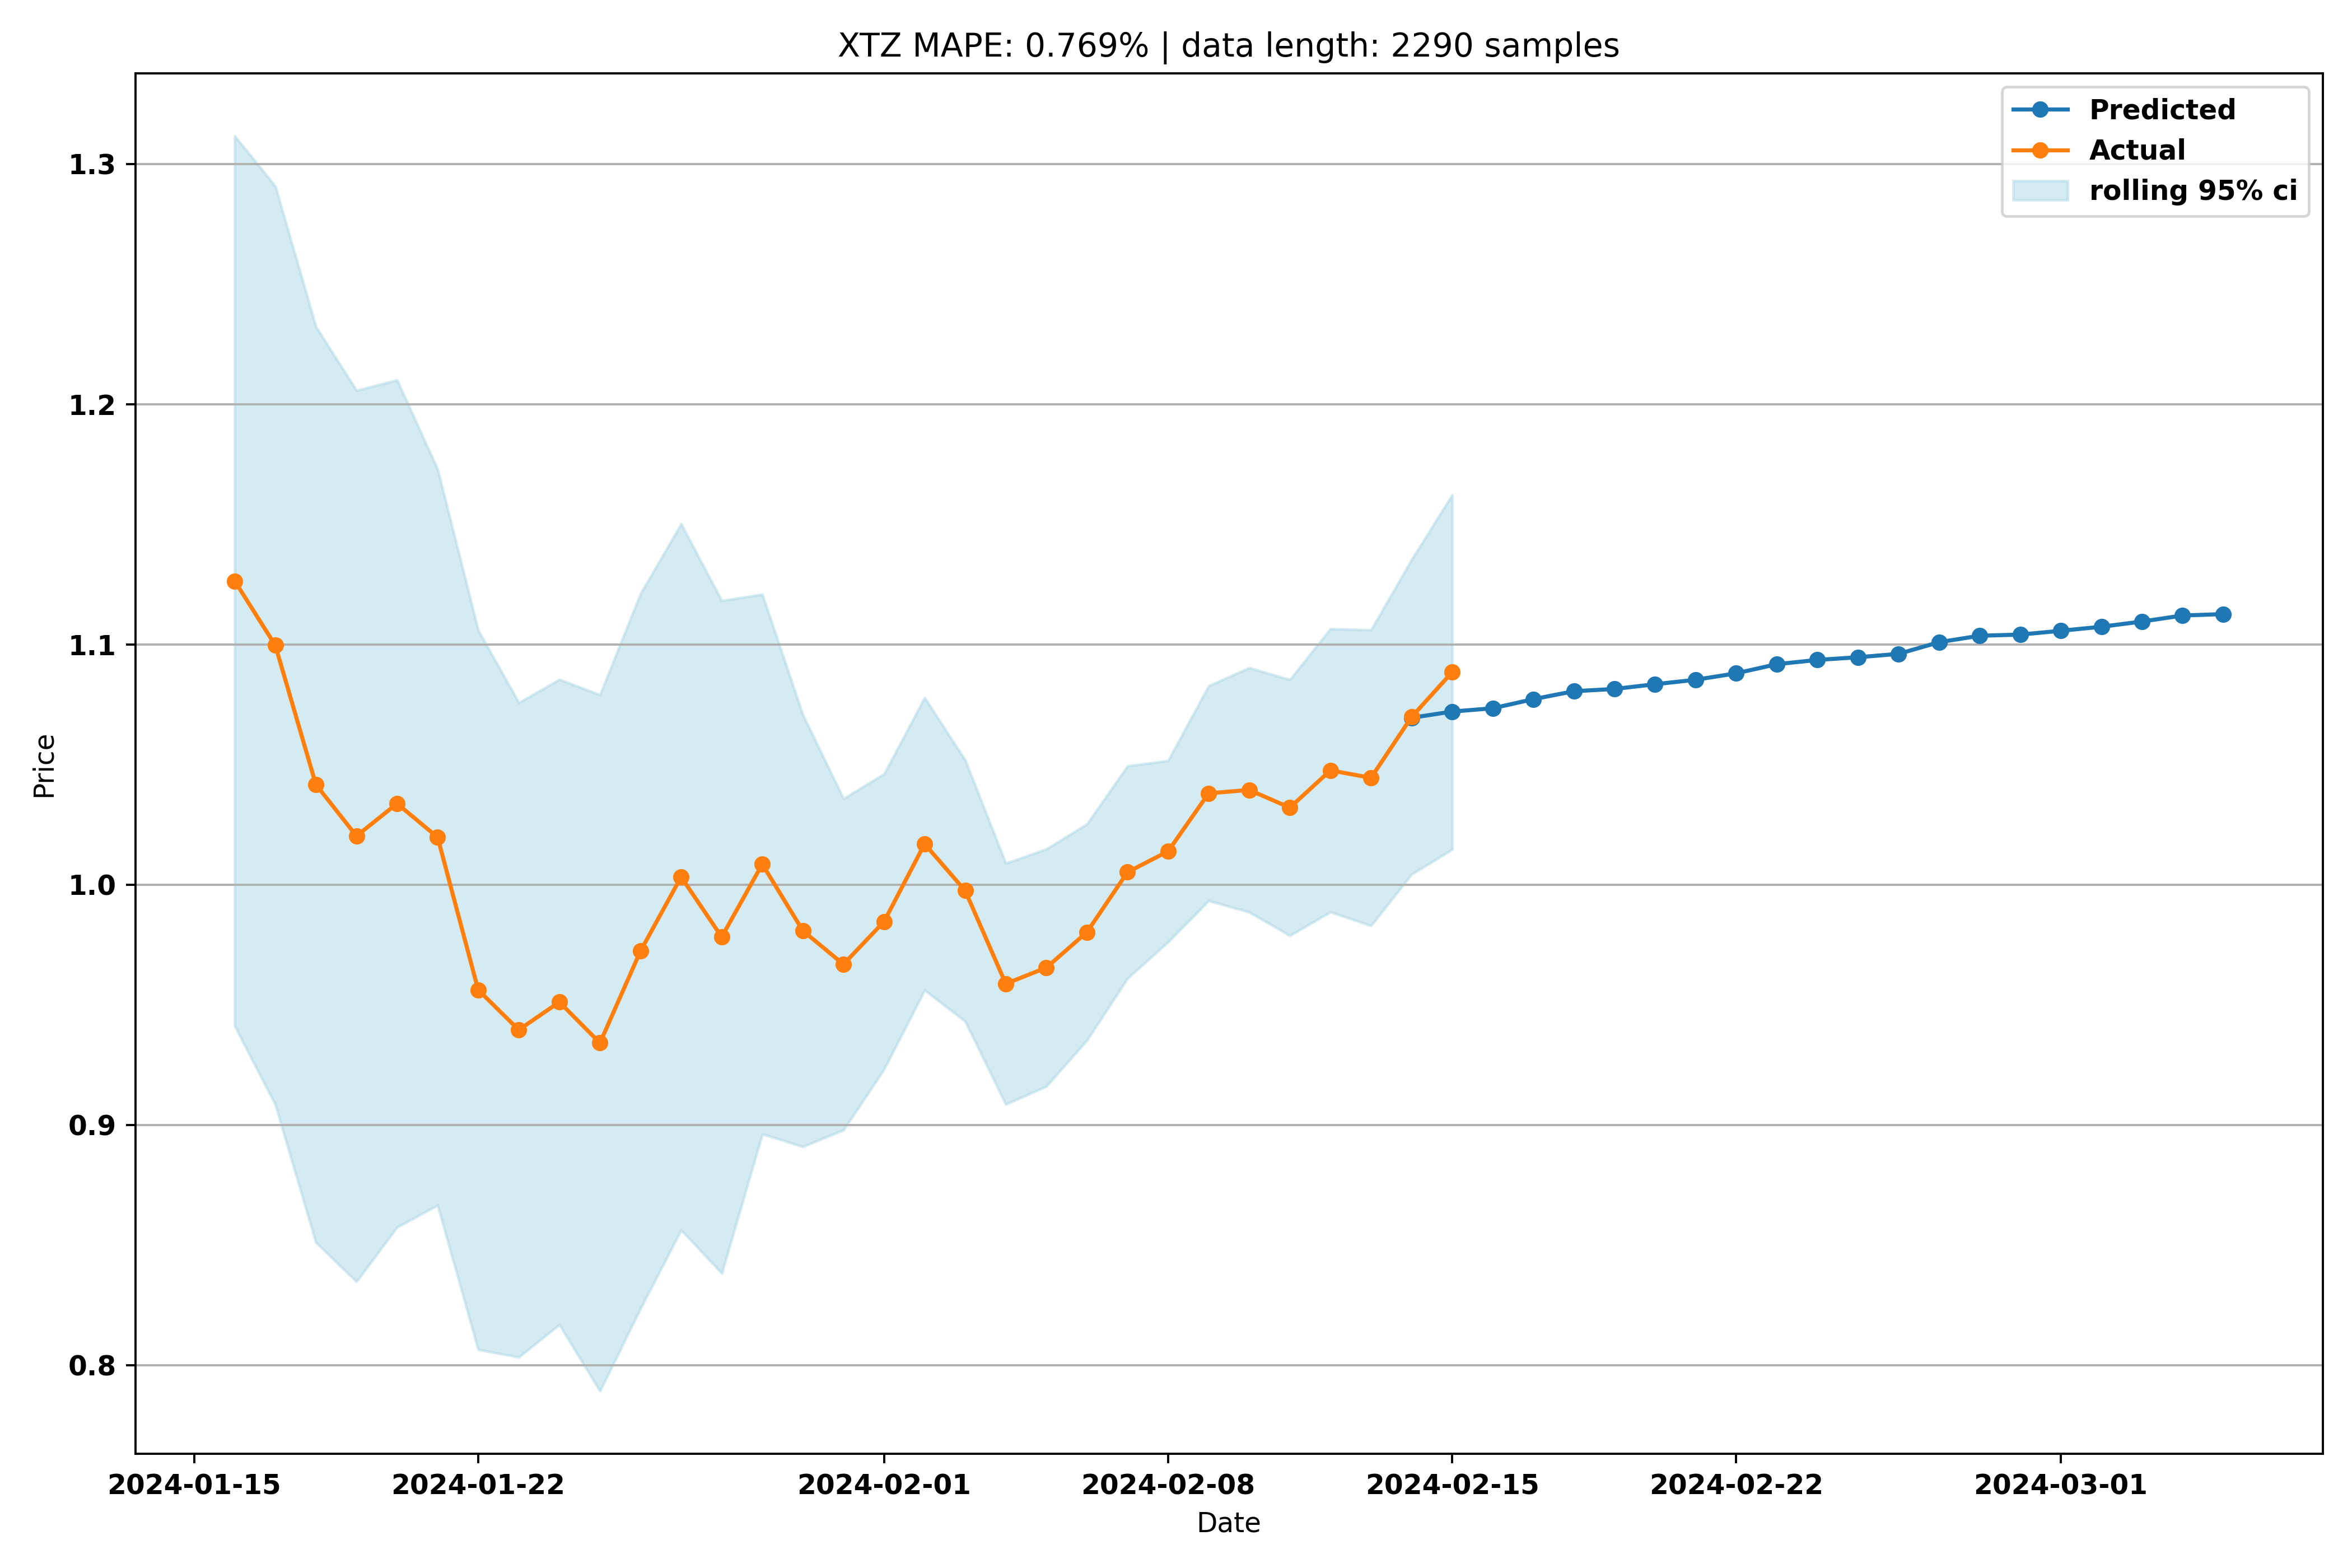 XTZ MAPE: 0.769% | data length: 2290 samples
Predicted
Actual
rolling 95% ci
1.3
1.2
1.1
1.0
0.9
0.8
Price
2024-01-15
2024-01-22
2024-02-01
2024-02-08
2024-02-15
2024-02-22
2024-03-01
Date